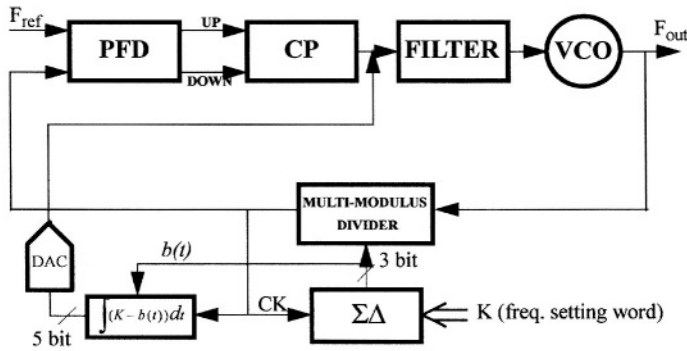 F_ref
PFD
UP
DOWN
CP
FILTER
VCO
F_out
MULTI-MODULUS
DIVIDER
DAC
b(t)
3 bit
∫(K - b(t))dt
5 bit
CK
ΣΔ
K (freq. setting word)